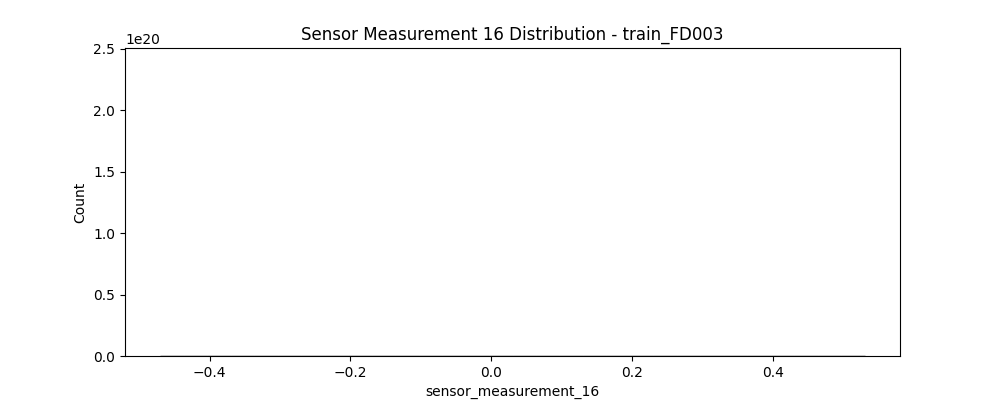 Sensor Measurement 16 Distribution - train_FD003
1e20
2.5
2.0
1.5
1.0
0.5
0.0
Count
−0.4 −0.2 0.0 0.2 0.4
sensor_measurement_16